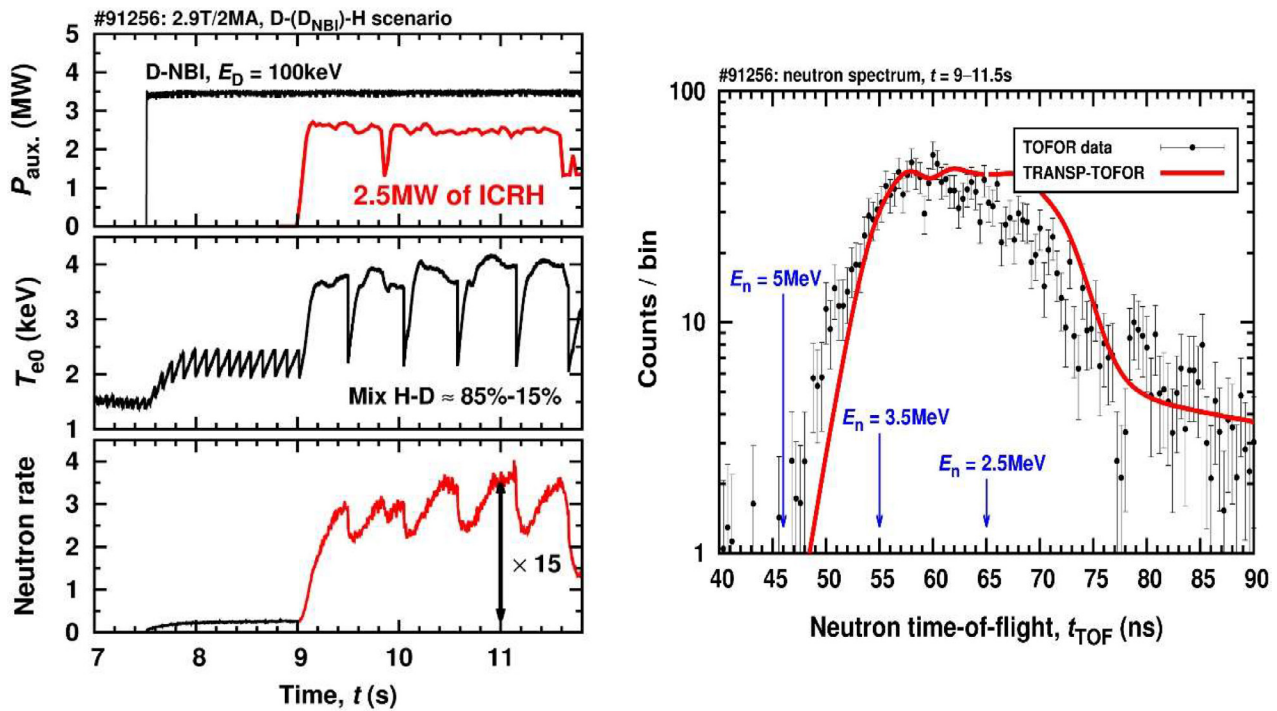 #91256: 2.9T/2MA, D-(D_NBI)-H scenario
5
4
3
2
1
0
P_aux. (MW)
D-NBI, E_D = 100keV
2.5MW of ICRH
4
3
2
1
T_e0 (keV)
Mix H-D ≈ 85%-15%
4
3
2
1
0
Neutron rate
× 15
7 8 9 10 11
Time, t (s)
#91256: neutron spectrum, t = 9–11.5s
100
10
1
Counts / bin
TOFOR data
TRANSP-TOFOR
E_n = 5MeV
E_n = 3.5MeV
E_n = 2.5MeV
40 45 50 55 60 65 70 75 80 85 90
Neutron time-of-flight, t_TOF (ns)